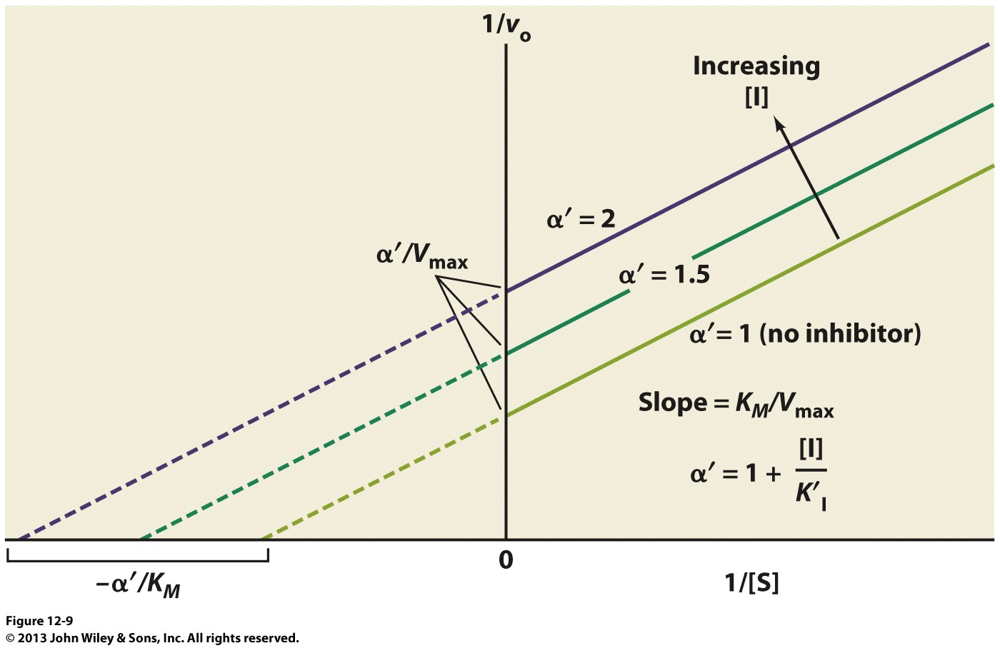 1/vo
Increasing
[I]
α′ = 2
α′/Vmax
α′ = 1.5
α′= 1 (no inhibitor)
Slope = KM/Vmax
α′ = 1 + [I]
K′I
0
–α′/KM
1/[S]
Figure 12-9
© 2013 John Wiley & Sons, Inc. All rights reserved.